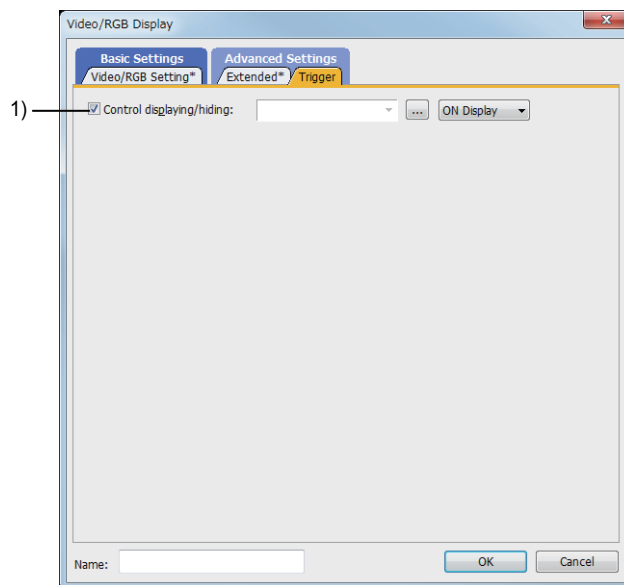 Video/RGB Display
Basic Settings
Advanced Settings
Video/RGB Setting*
Extended*
Trigger
1)
Control displaying/hiding:
...
ON Display
Name:
OK
Cancel